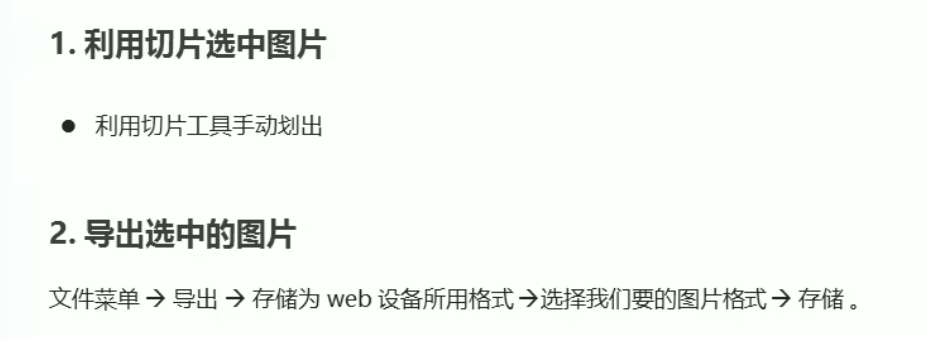 1. 利用切片选中图片
● 利用切片工具手动划出
2. 导出选中的图片
文件菜单 → 导出 → 存储为 web 设备所用格式 →选择我们要的图片格式→ 存储 。